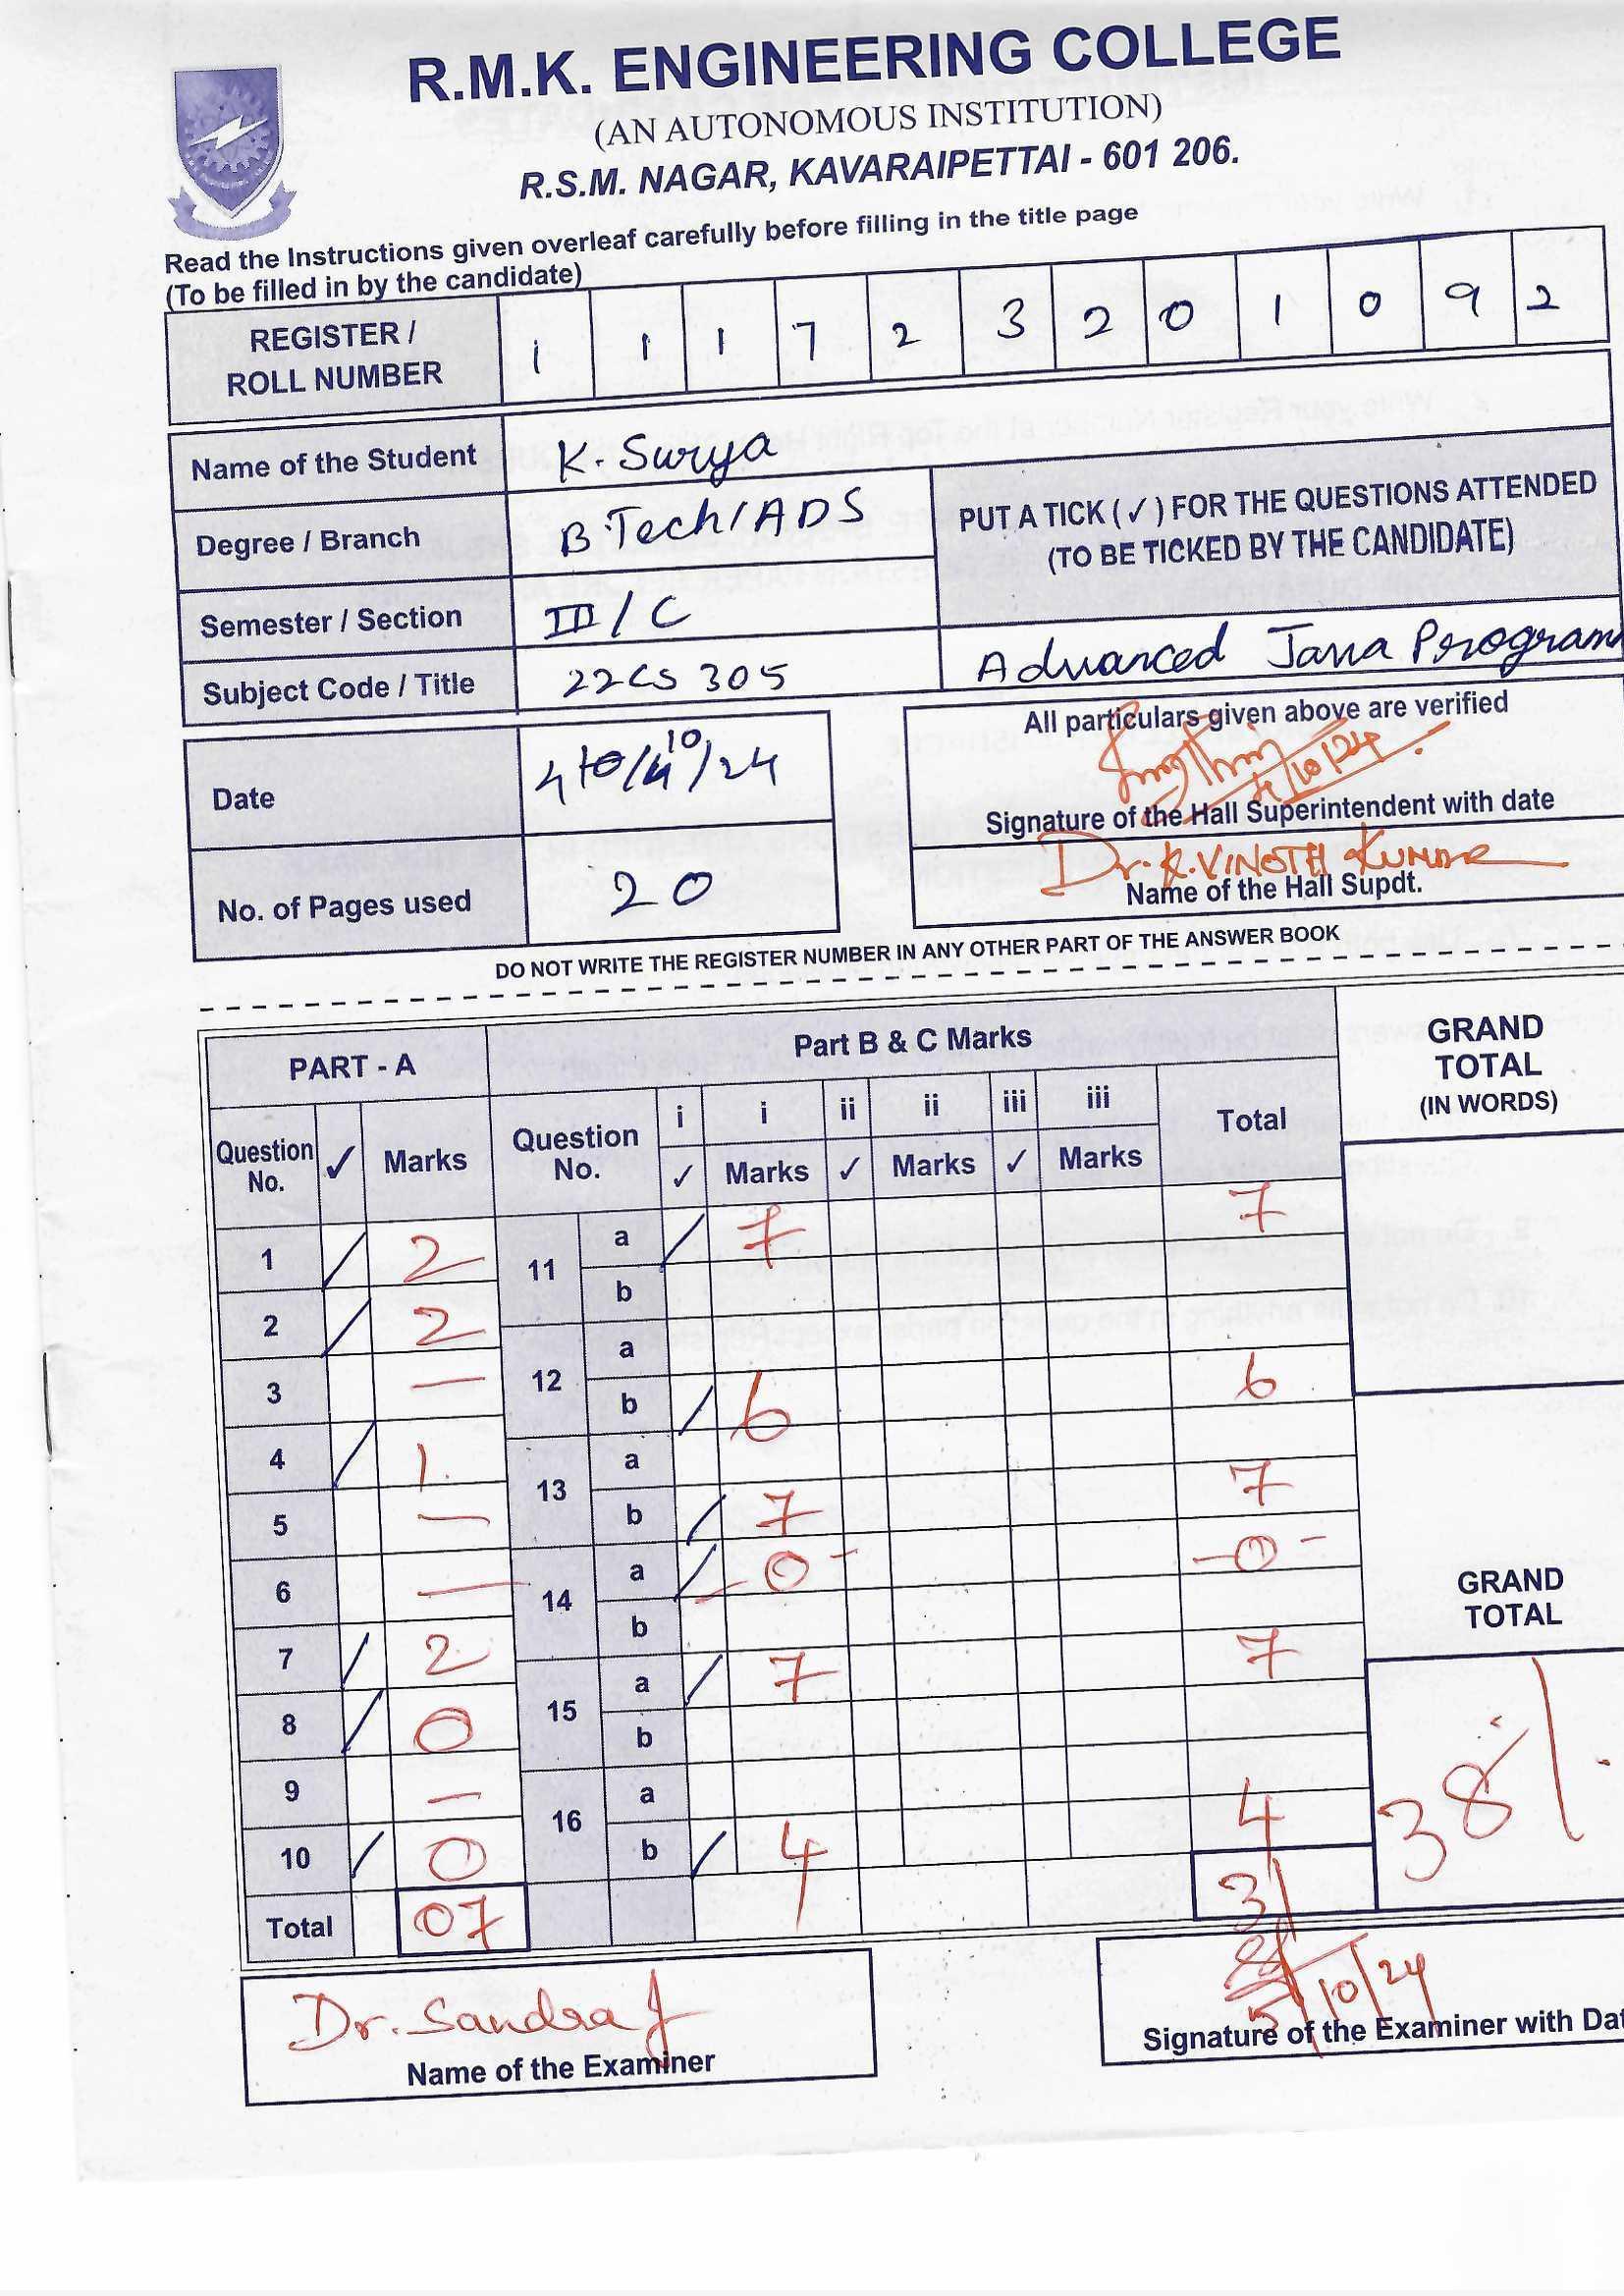 R.M.K. ENGINEERING COLLEGE
(AN AUTONOMOUS INSTITUTION)
R.S.M. NAGAR, KAVARAIPETTAI - 601 206.
Read the Instructions given overleaf carefully before filling in the title page
(To be filled in by the candidate)
REGISTER / ROLL NUMBER 1 1 1 7 2 3 2 0 1 0 9 2
Name of the Student K. Surya
Degree / Branch B.Tech/ADS
PUT A TICK (✓) FOR THE QUESTIONS ATTENDED
(TO BE TICKED BY THE CANDIDATE)
Semester / Section III/C
Subject Code / Title 22CS305 Advanced Java Program
All particulars given above are verified
Date 4/10/24
4/10/24
Signature of the Hall Superintendent with date
Dr. R. VINOTH KUMAR
No. of Pages used 20
Name of the Hall Supdt.
DO NOT WRITE THE REGISTER NUMBER IN ANY OTHER PART OF THE ANSWER BOOK
PART - A Part B & C Marks GRAND TOTAL (IN WORDS)
Question No. ✓ Marks Question No. i ✓ i Marks ii ✓ ii Marks iii ✓ iii Marks Total
1 / 2 11 a / 7 7
b
2 / 2
12 a
3 — b / 6 6
4 / 1. 13 a
5 — b / 7 7
6 — 14 a / -0- -0-
b
GRAND TOTAL
7 / 2 15 a / 7 7
8 / 0 b
9 — 16 a
10 / 0 b / 4 4
38/.
Total 07 31
Dr. Sandra J
Name of the Examiner
5/10/24
Signature of the Examiner with Dat